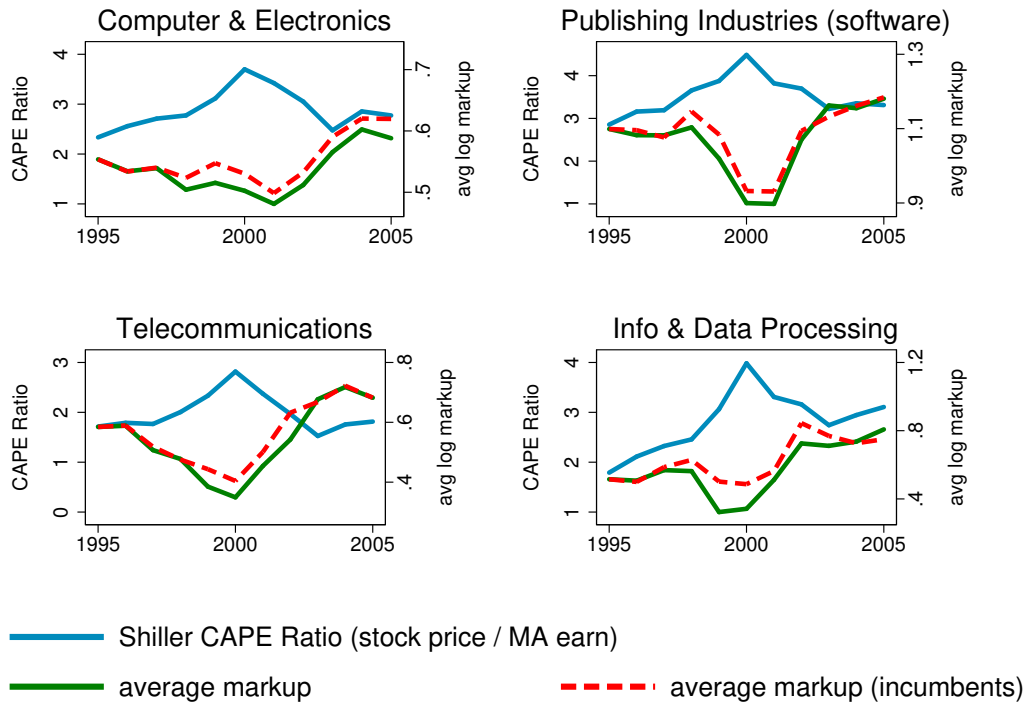 Computer & Electronics
CAPE Ratio
1
2
3
4
.5
.6
.7
avg log markup
1995
2000
2005
Publishing Industries (software)
CAPE Ratio
1
2
3
4
.9
1.1
1.3
avg log markup
1995
2000
2005
Telecommunications
CAPE Ratio
0
1
2
3
.4
.6
.8
avg log markup
1995
2000
2005
Info & Data Processing
CAPE Ratio
1
2
3
4
.4
.8
1.2
avg log markup
1995
2000
2005
Shiller CAPE Ratio (stock price / MA earn)
average markup
average markup (incumbents)